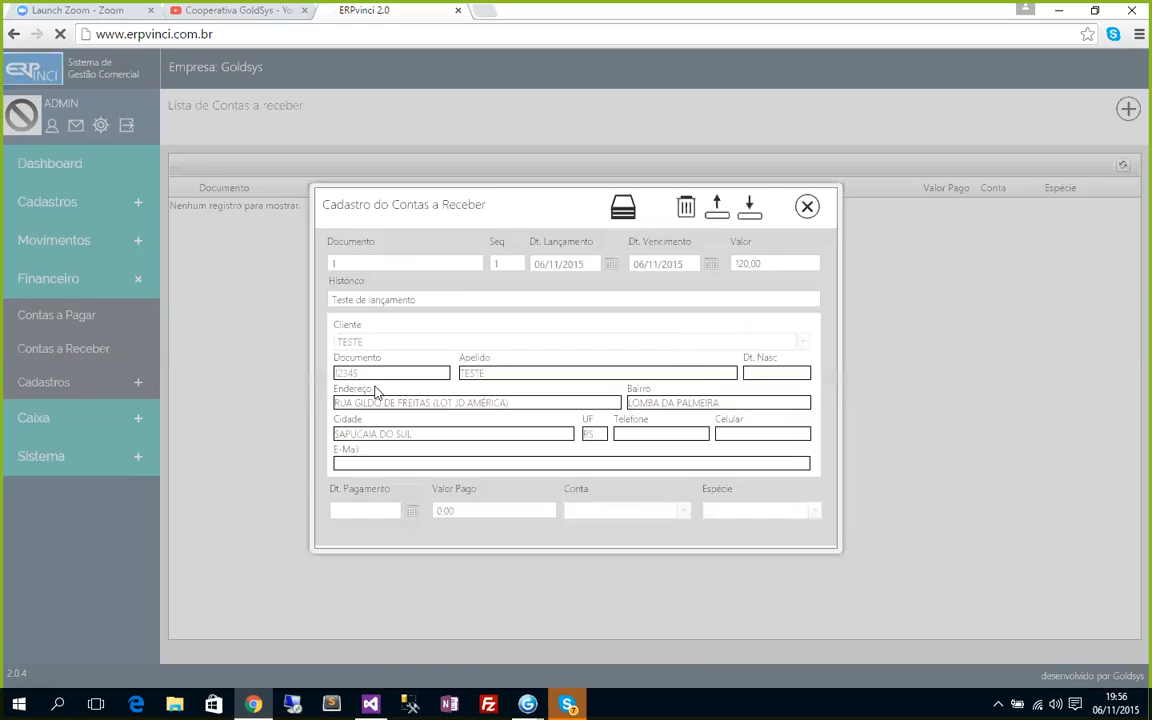 Launch Zoom - Zoom
Cooperativa GoldSys - Yo
ERPvinci 2.0
www.erpvinci.com.br
ERP
INCI
Sistema de
Gestão Comercial
Empresa: Goldsys
ADMIN
Lista de Contas a receber
Dashboard
Cadastros +
Movimentos +
Financeiro ×
Contas a Pagar
Contas a Receber
Cadastros +
Caixa +
Sistema +
Documento
Valor Pago Conta Espécie
Nenhum registro para mostrar.
Cadastro do Contas a Receber
Documento Seq Dt. Lançamento Dt. Vencimento Valor
1 1 06/11/2015 06/11/2015 120,00
Histórico
Teste de lançamento
Cliente
TESTE
Documento Apelido Dt. Nasc
12345 TESTE
Endereço Bairro
RUA GILDO DE FREITAS (LOT JD AMÉRICA) LOMBA DA PALMEIRA
Cidade UF Telefone Celular
SAPUCAIA DO SUL RS
E-Mail
Dt. Pagamento Valor Pago Conta Espécie
0,00
2.0.4
desenvolvido por Goldsys
19:56
06/11/2015